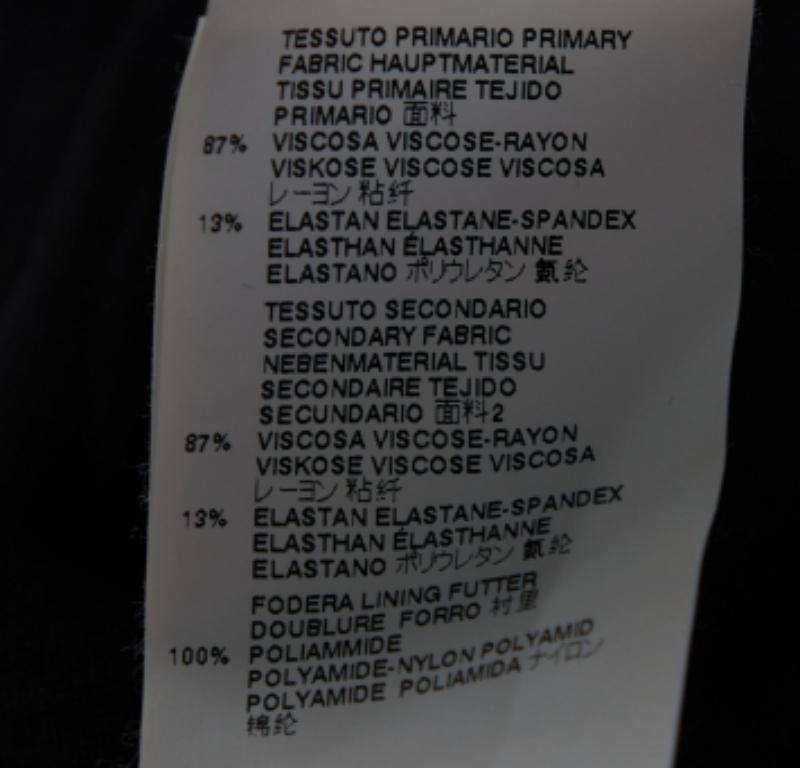 TESSUTO PRIMARIO PRIMARY
FABRIC HAUPTMATERIAL
TISSU PRIMAIRE TEJIDO
PRIMARIO 面料
87% VISCOSA VISCOSE-RAYON
VISKOSE VISCOSE VISCOSA
レーヨン 粘纤
13% ELASTAN ELASTANE-SPANDEX
ELASTHAN ÉLASTHANNE
ELASTANO ポリウレタン 氨纶
TESSUTO SECONDARIO
SECONDARY FABRIC
NEBENMATERIAL TISSU
SECONDAIRE TEJIDO
SECUNDARIO 面料2
87% VISCOSA VISCOSE-RAYON
VISKOSE VISCOSE VISCOSA
レーヨン 粘纤
13% ELASTAN ELASTANE-SPANDEX
ELASTHAN ÉLASTHANNE
ELASTANO ポリウレタン 氨纶
FODERA LINING FUTTER
DOUBLURE FORRO 衬里
100% POLIAMMIDE
POLYAMIDE-NYLON POLYAMID
POLYAMIDE POLIAMIDA ナイロン
锦纶